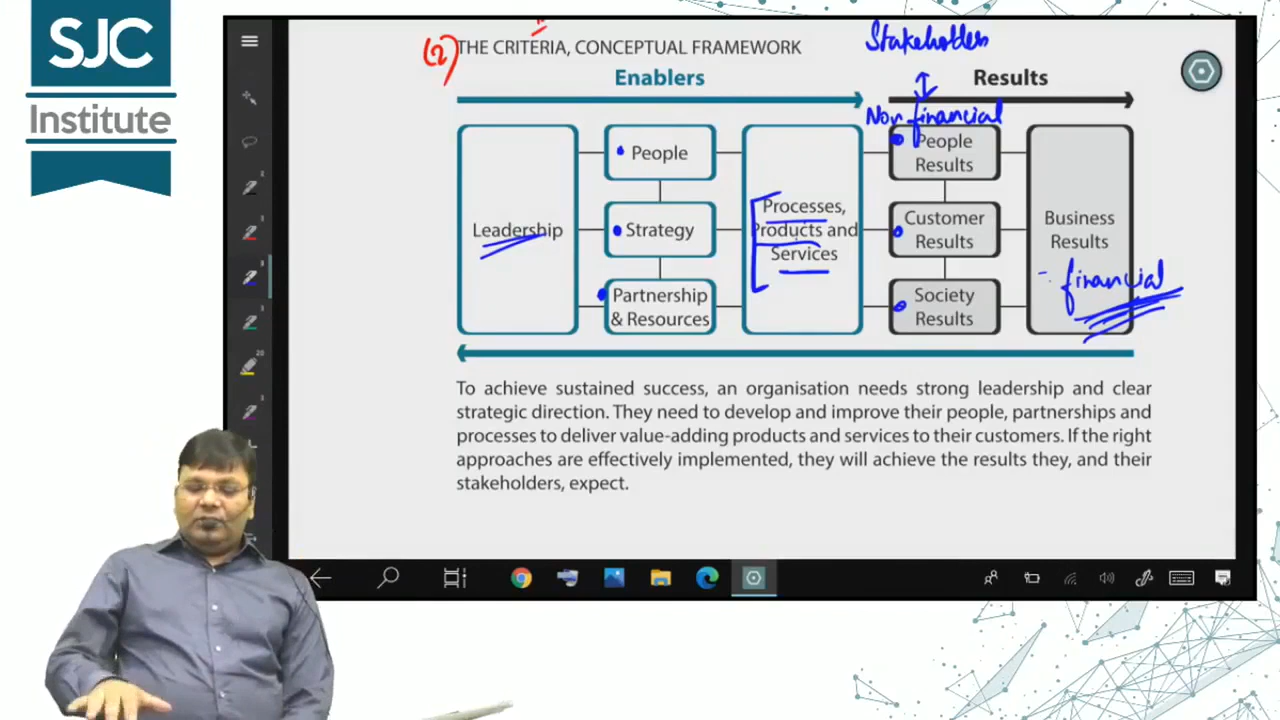 SJC
Institute
(2) THE CRITERIA, CONCEPTUAL FRAMEWORK
Stakeholders
Enablers
Results
Non financial
Leadership
People
Strategy
Partnership
& Resources
Processes,
Products and
Services
People
Results
Customer
Results
Society
Results
Business
Results
financial
To achieve sustained success, an organisation needs strong leadership and clear
strategic direction. They need to develop and improve their people, partnerships and
processes to deliver value-adding products and services to their customers. If the right
approaches are effectively implemented, they will achieve the results they, and their
stakeholders, expect.